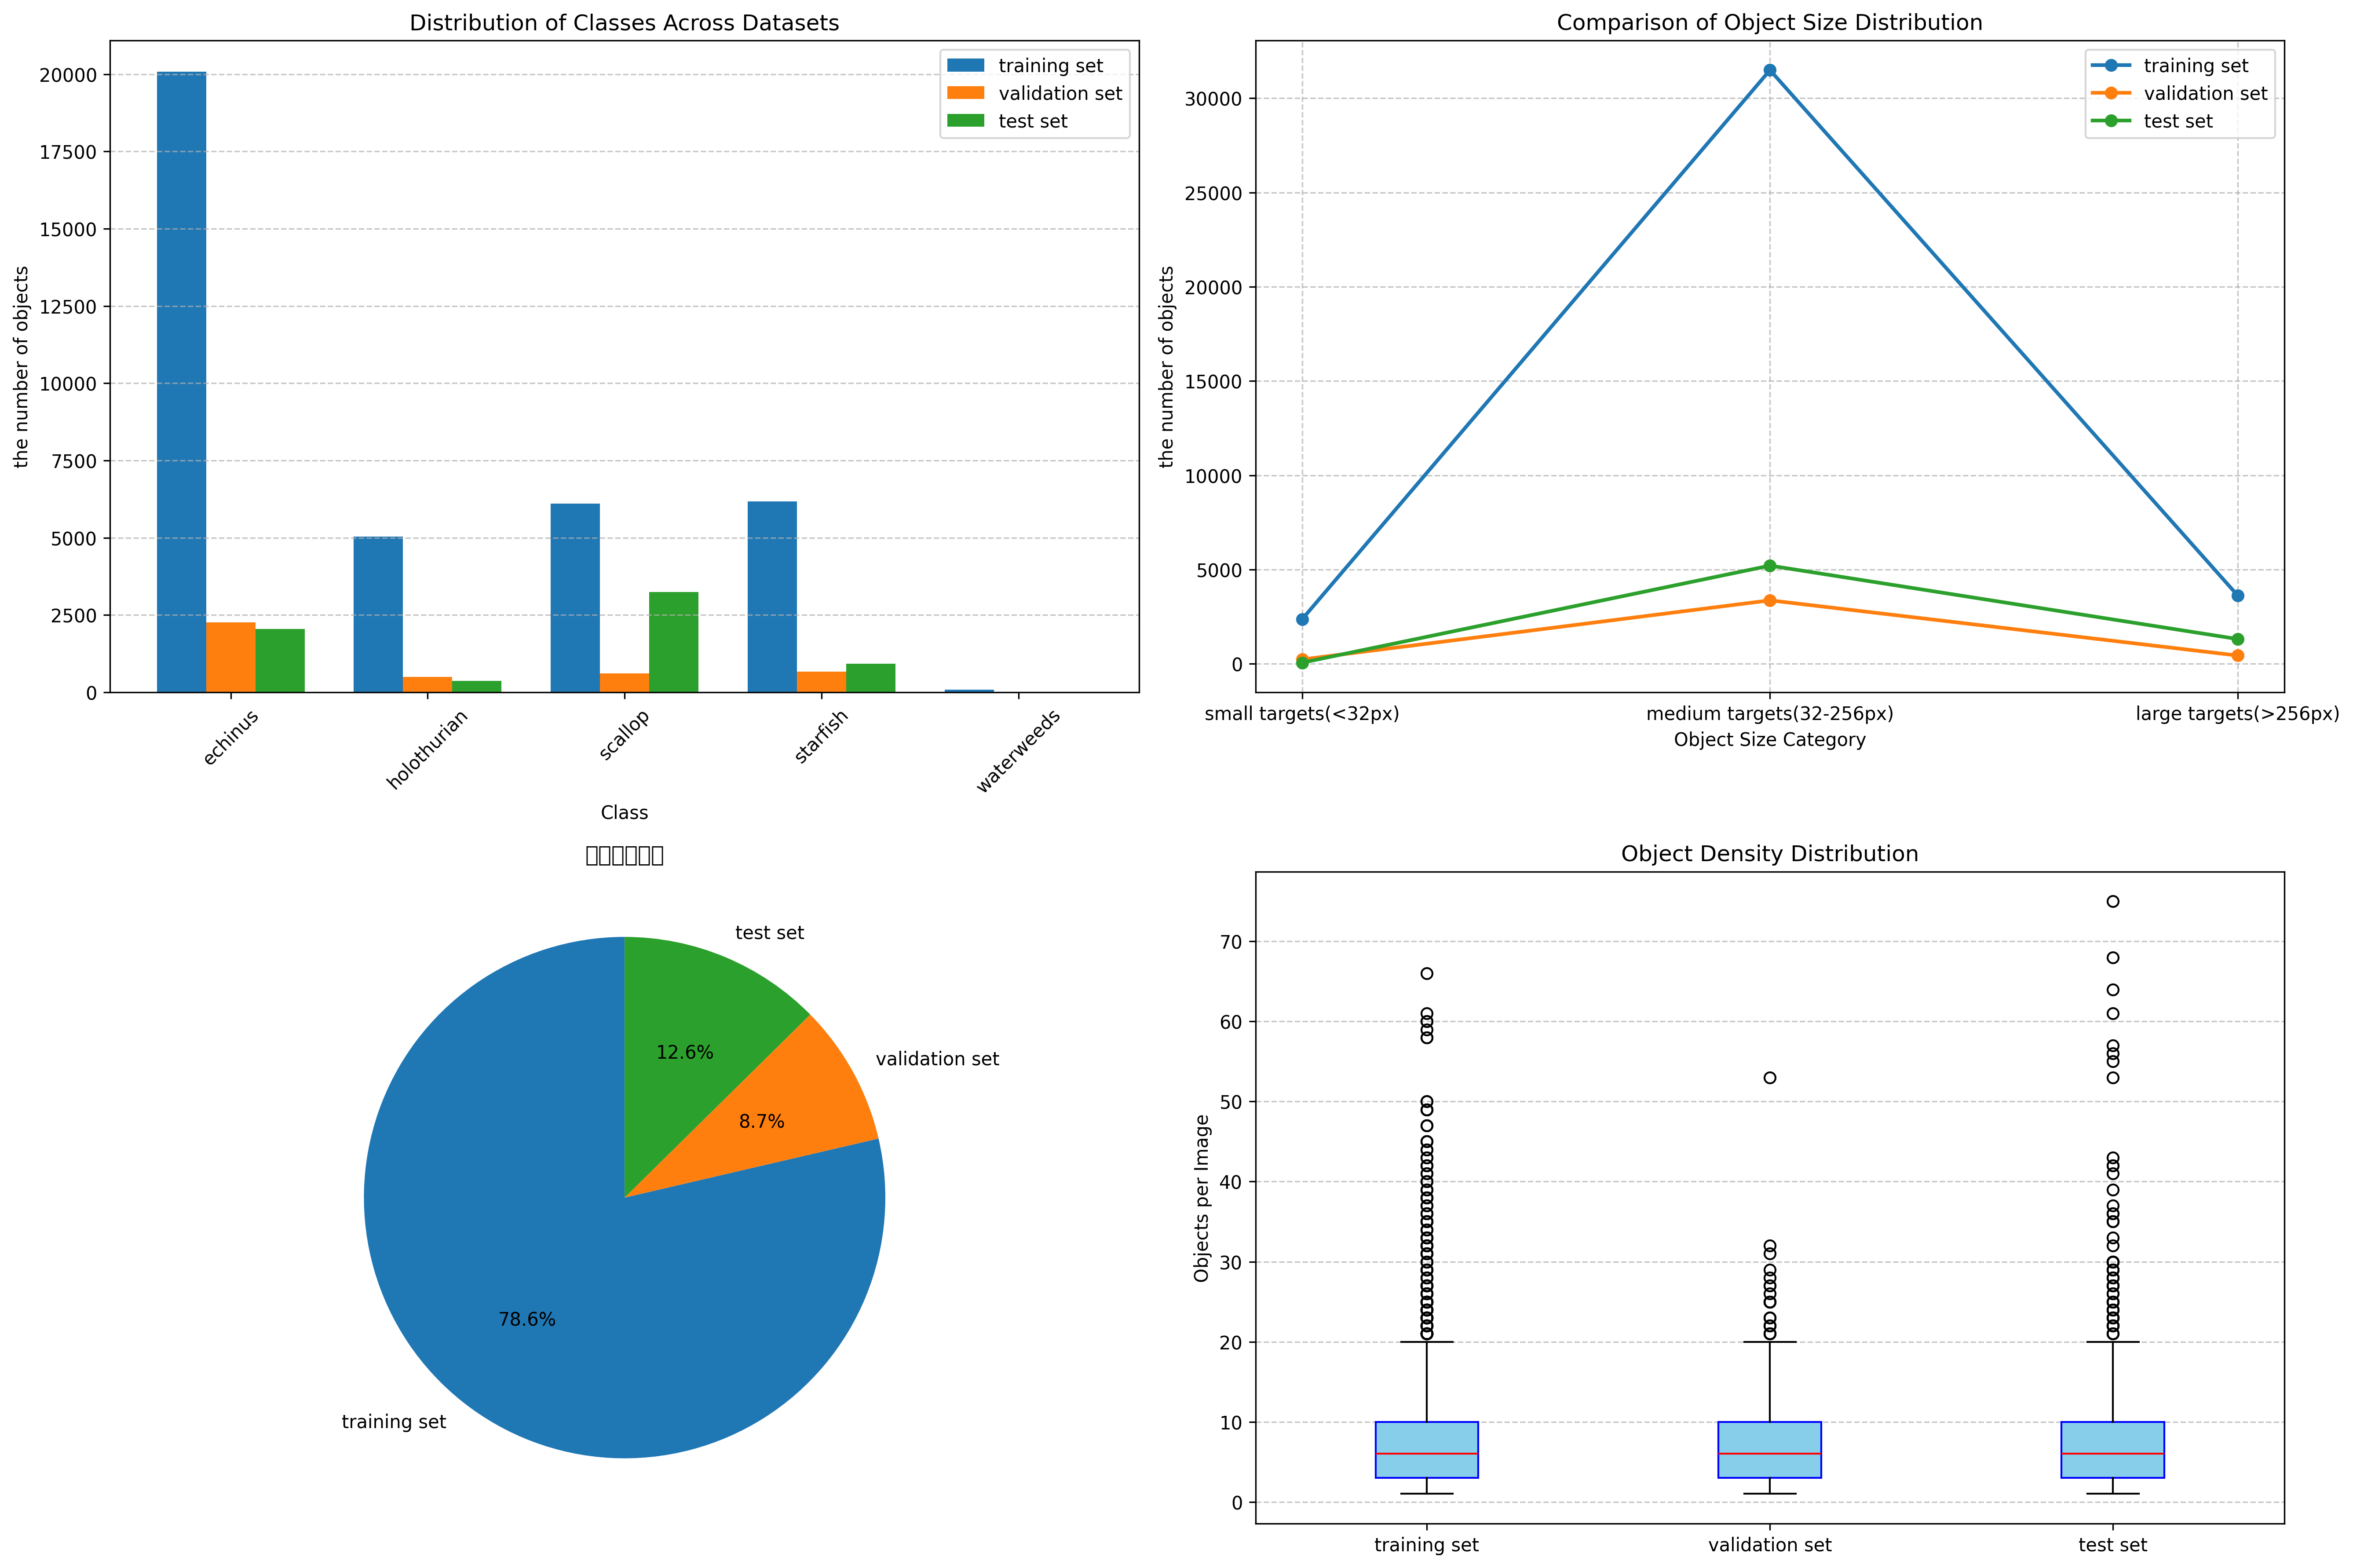 Distribution of Classes Across Datasets
20000
17500
15000
12500
10000
7500
5000
2500
0
the number of objects
training set
validation set
test set
echinus
holothurian
scallop
starfish
waterweeds
Class
Comparison of Object Size Distribution
30000
25000
20000
15000
10000
5000
0
the number of objects
training set
validation set
test set
small targets(<32px)
medium targets(32-256px)
large targets(>256px)
Object Size Category
test set
validation set
training set
12.6%
8.7%
78.6%
Object Density Distribution
70
60
50
40
30
20
10
0
Objects per Image
training set
validation set
test set